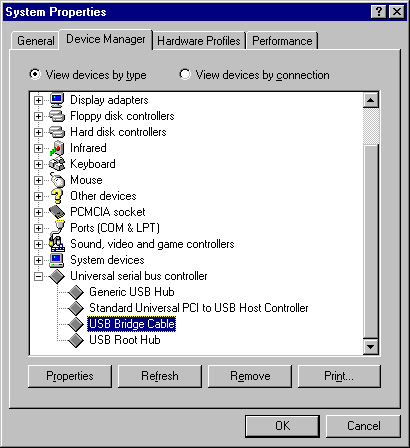 System Properties
General Device Manager Hardware Profiles Performance
View devices by type View devices by connection
Display adapters
Floppy disk controllers
Hard disk controllers
Infrared
Keyboard
Mouse
Other devices
PCMCIA socket
Ports (COM & LPT)
Sound, video and game controllers
System devices
Universal serial bus controller
Generic USB Hub
Standard Universal PCI to USB Host Controller
USB Bridge Cable
USB Root Hub
Properties Refresh Remove Print...
OK Cancel